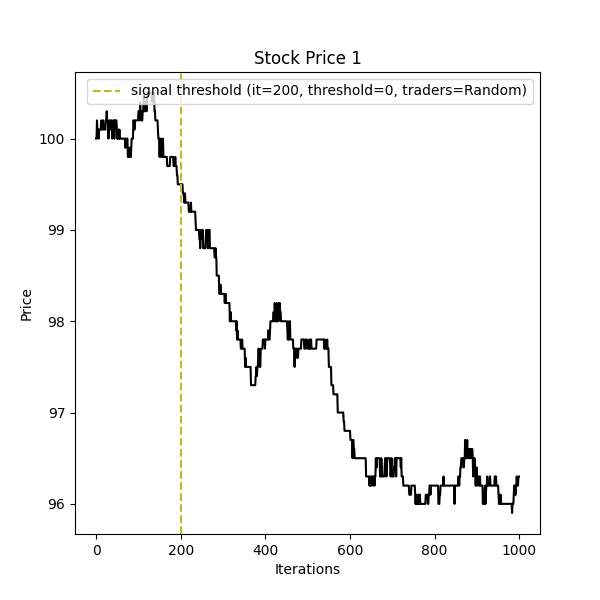 Stock Price 1
signal threshold (it=200, threshold=0, traders=Random)
100
99
98
97
96
Price
0 200 400 600 800 1000
Iterations